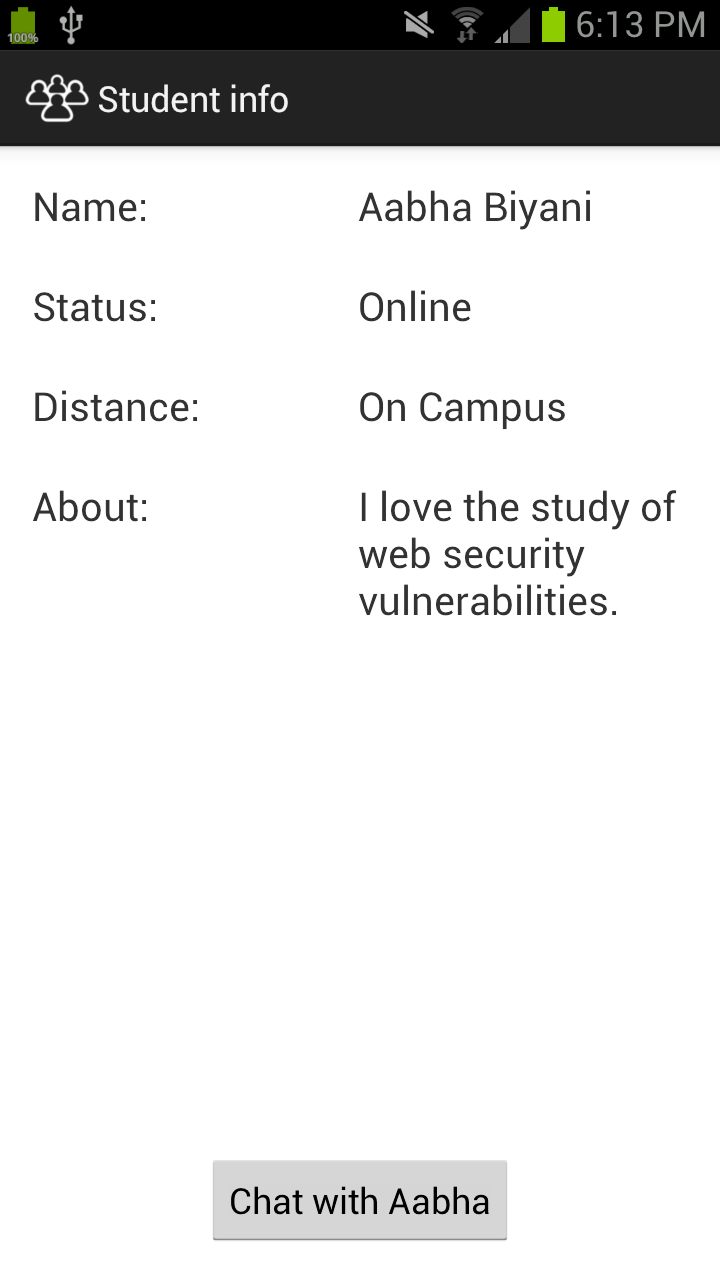 100%
6:13 PM
Student info
Name: Aabha Biyani
Status: Online
Distance: On Campus
About: I love the study of
web security
vulnerabilities.
Chat with Aabha